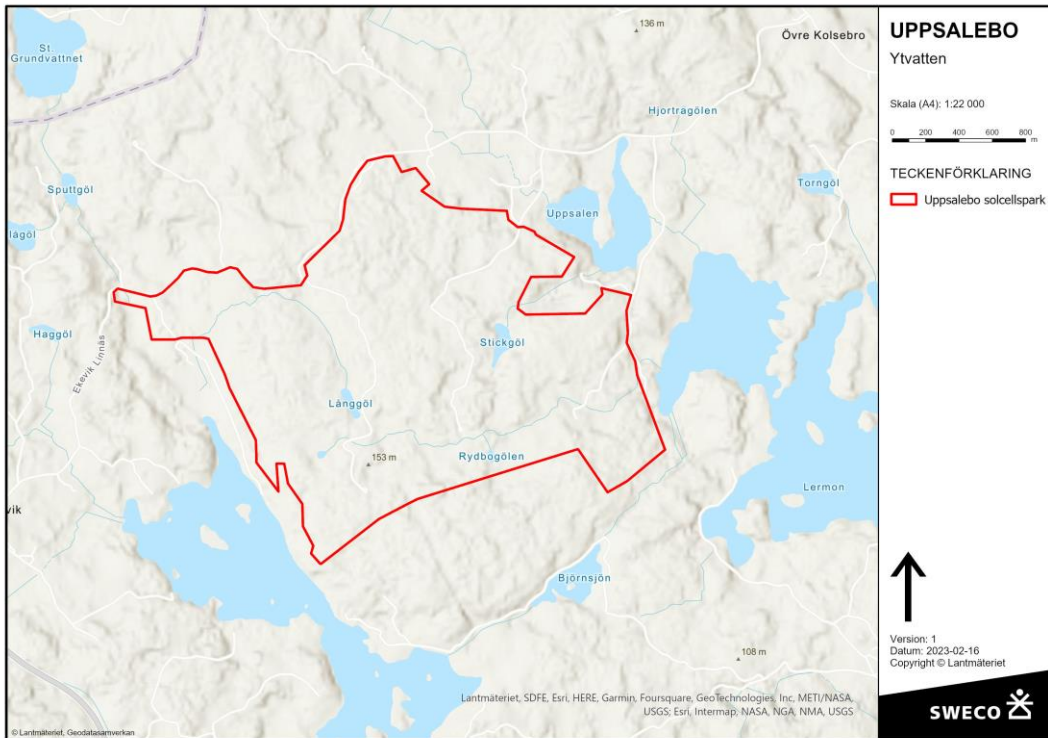 St
Grundvattnet
136 m
Övre Kolsebro
Hjortragölen
Sputtgöl
Torngöl
Uppsalen
lågöl
Haggöl
Ekevik Linnäs
Stickgöl
Långgöl
Rydbogölen
153 m
Lermon
vik
Björnsjön
108 m
Lantmäteriet, SDFE, Esri, HERE, Garmin, Foursquare, GeoTechnologies, Inc, METI/NASA,
USGS; Esri, Intermap, NASA, NGA, NMA, USGS
© Lantmäteriet, Geodatasamverkan
UPPSALEBO
Ytvatten
Skala (A4): 1:22 000
0 200 400 600 800
m
TECKENFÖRKLARING
Uppsalebo solcellspark
Version: 1
Datum: 2023-02-16
Copyright © Lantmäteriet
SWECO